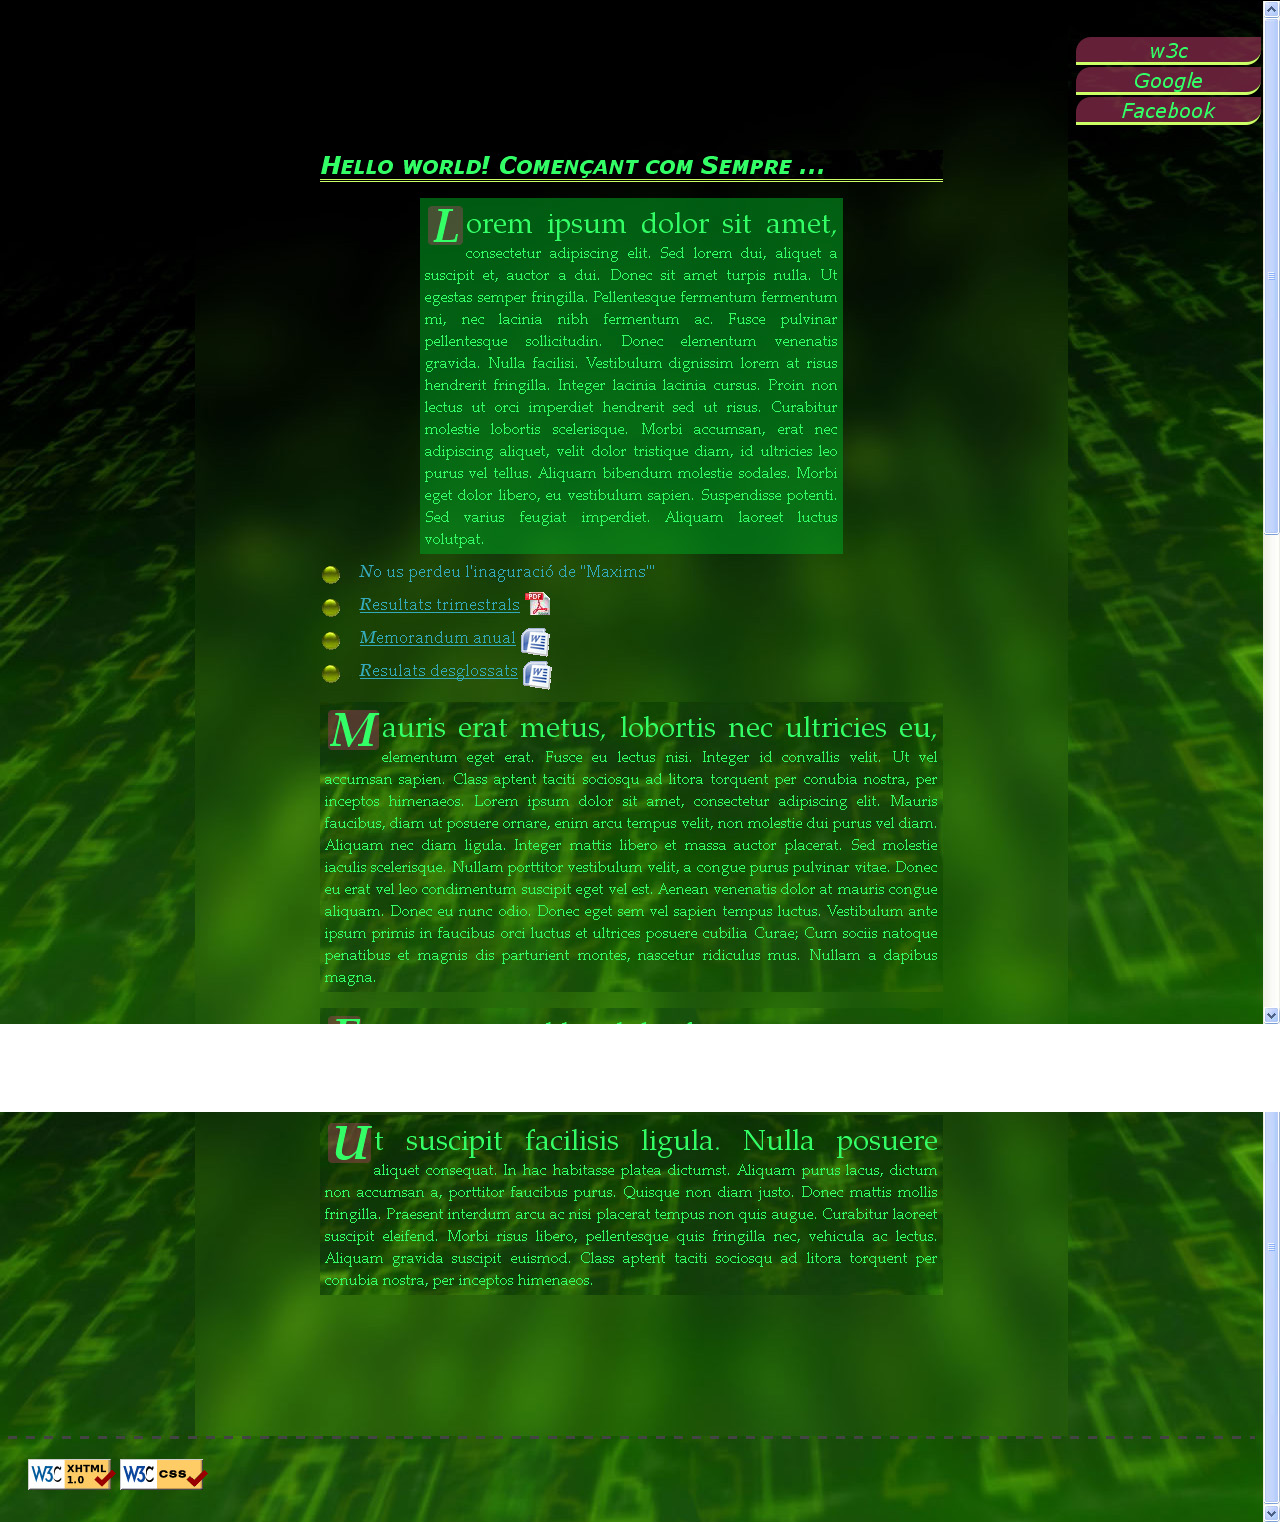 w3c
Google
Facebook
Hello world! Començant com Sempre ...
Lorem ipsum dolor sit amet,
consectetur adipiscing elit. Sed lorem dui, aliquet a
suscipit et, auctor a dui. Donec sit amet turpis nulla. Ut
egestas semper fringilla. Pellentesque fermentum fermentum
mi, nec lacinia nibh fermentum ac. Fusce pulvinar
pellentesque sollicitudin. Donec elementum venenatis
gravida. Nulla facilisi. Vestibulum dignissim lorem at risus
hendrerit fringilla. Integer lacinia lacinia cursus. Proin non
lectus ut orci imperdiet hendrerit sed ut risus. Curabitur
molestie lobortis scelerisque. Morbi accumsan, erat nec
adipiscing aliquet, velit dolor tristique diam, id ultricies leo
purus vel tellus. Aliquam bibendum molestie sodales. Morbi
eget dolor libero, eu vestibulum sapien. Suspendisse potenti.
Sed varius feugiat imperdiet. Aliquam laoreet luctus
volutpat.
No us perdeu l'inaguració de "Maxims'"
Resultats trimestrals PDF
Memorandum anual W
Resulats desglossats W
Mauris erat metus, lobortis nec ultricies eu,
elementum eget erat. Fusce eu lectus nisi. Integer id convallis velit. Ut vel
accumsan sapien. Class aptent taciti sociosqu ad litora torquent per conubia nostra, per
inceptos himenaeos. Lorem ipsum dolor sit amet, consectetur adipiscing elit. Mauris
faucibus, diam ut posuere ornare, enim arcu tempus velit, non molestie dui purus vel diam.
Aliquam nec diam ligula. Integer mattis libero et massa auctor placerat. Sed molestie
iaculis scelerisque. Nullam porttitor vestibulum velit, a congue purus pulvinar vitae. Donec
eu erat vel leo condimentum suscipit eget vel est. Aenean venenatis dolor at mauris congue
aliquam. Donec eu nunc odio. Donec eget sem vel sapien tempus luctus. Vestibulum ante
ipsum primis in faucibus orci luctus et ultrices posuere cubilia Curae; Cum sociis natoque
penatibus et magnis dis parturient montes, nascetur ridiculus mus. Nullam a dapibus
magna.
Ut suscipit facilisis ligula. Nulla posuere
aliquet consequat. In hac habitasse platea dictumst. Aliquam purus lacus, dictum
non accumsan a, porttitor faucibus purus. Quisque non diam justo. Donec mattis mollis
fringilla. Praesent interdum arcu ac nisi placerat tempus non quis augue. Curabitur laoreet
suscipit eleifend. Morbi risus libero, pellentesque quis fringilla nec, vehicula ac lectus.
Aliquam gravida suscipit euismod. Class aptent taciti sociosqu ad litora torquent per
conubia nostra, per inceptos himenaeos.
W3C XHTML 1.0 W3C css